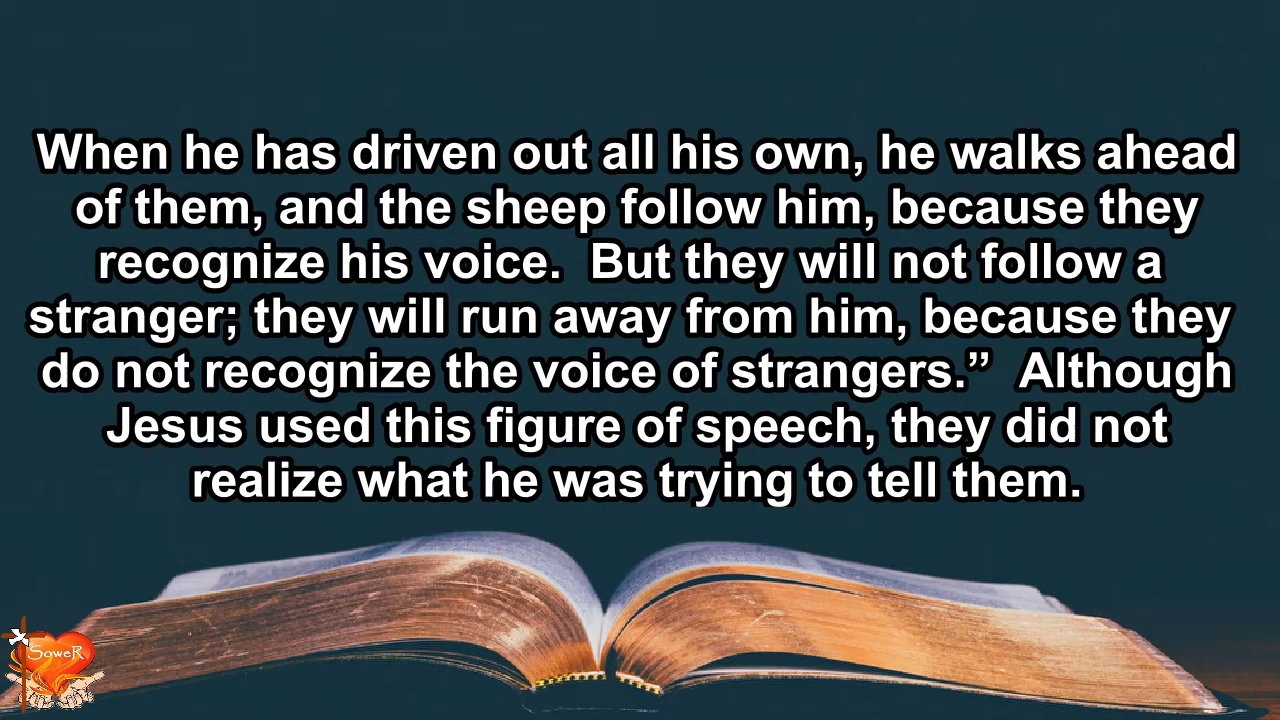 When he has driven out all his own, he walks ahead
of them, and the sheep follow him, because they
recognize his voice.  But they will not follow a
stranger; they will run away from him, because they
do not recognize the voice of strangers.”  Although
Jesus used this figure of speech, they did not
realize what he was trying to tell them.
SoweR